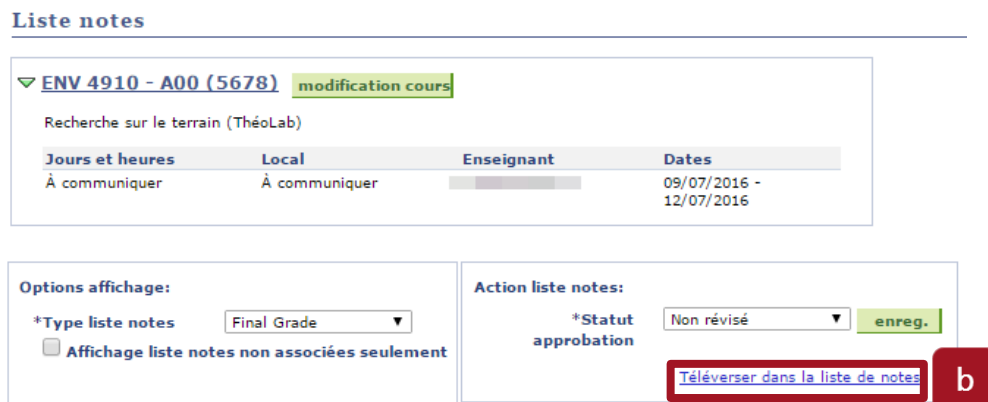 Liste notes
ENV 4910 - A00 (5678) modification cours
Recherche sur le terrain (ThéoLab)
Jours et heures Local Enseignant Dates
À communiquer À communiquer 09/07/2016 -
12/07/2016
Options affichage:
*Type liste notes Final Grade
Affichage liste notes non associées seulement
Action liste notes:
*Statut Non révisé enreg.
approbation
Téléverser dans la liste de notes b